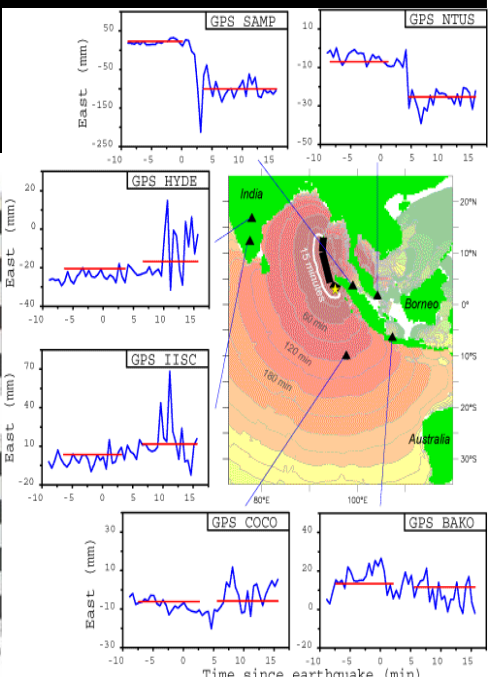 GPS SAMP
East (mm)
50
-50
-150
-250
-10 -5 0 5 10 15
GPS NTUS
10
-10
-30
-50
-10 -5 0 5 10 15
GPS HYDE
East (mm)
20
0
-20
-40
-10 -5 0 5 10 15
GPS IISC
East (mm)
70
40
10
-20
-10 -5 0 5 10 15
India
15 minutes
60 min
120 min
180 min
Borneo
Australia
20°N
10°N
0°
10°S
20°S
30°S
80°E 100°E
GPS COCO
East (mm)
30
10
-10
-30
-10 -5 0 5 10 15
GPS BAKO
40
20
0
-20
-10 -5 0 5 10 15
Time since earthquake (min)